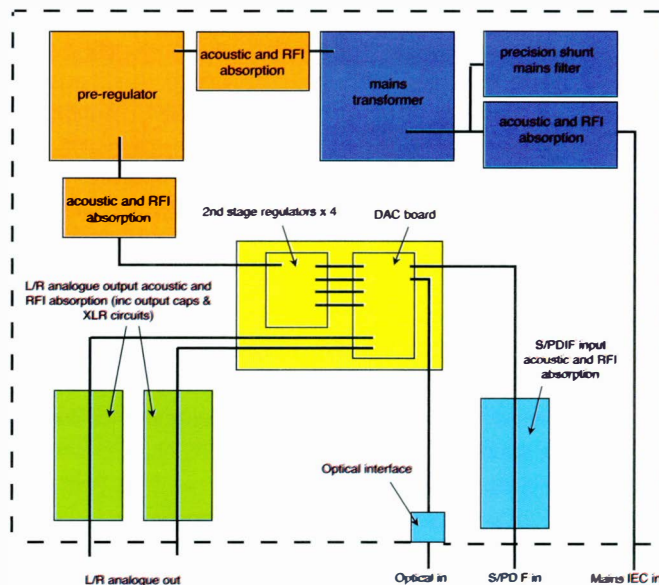 acoustic and RFI
absorption
precision shunt
mains filter
pre-regulator
mains
transformer
acoustic and RFI
absorption
acoustic and RFI
absorption
2nd stage regulators x 4
DAC board
L/R analogue output acoustic and
RFI absorption (inc output caps &
XLR circuits)
S/PDIF input
acoustic and RFI
absorption
Optical interface
L/R analogue out
Optical in
S/PD F in
Mains IEC in